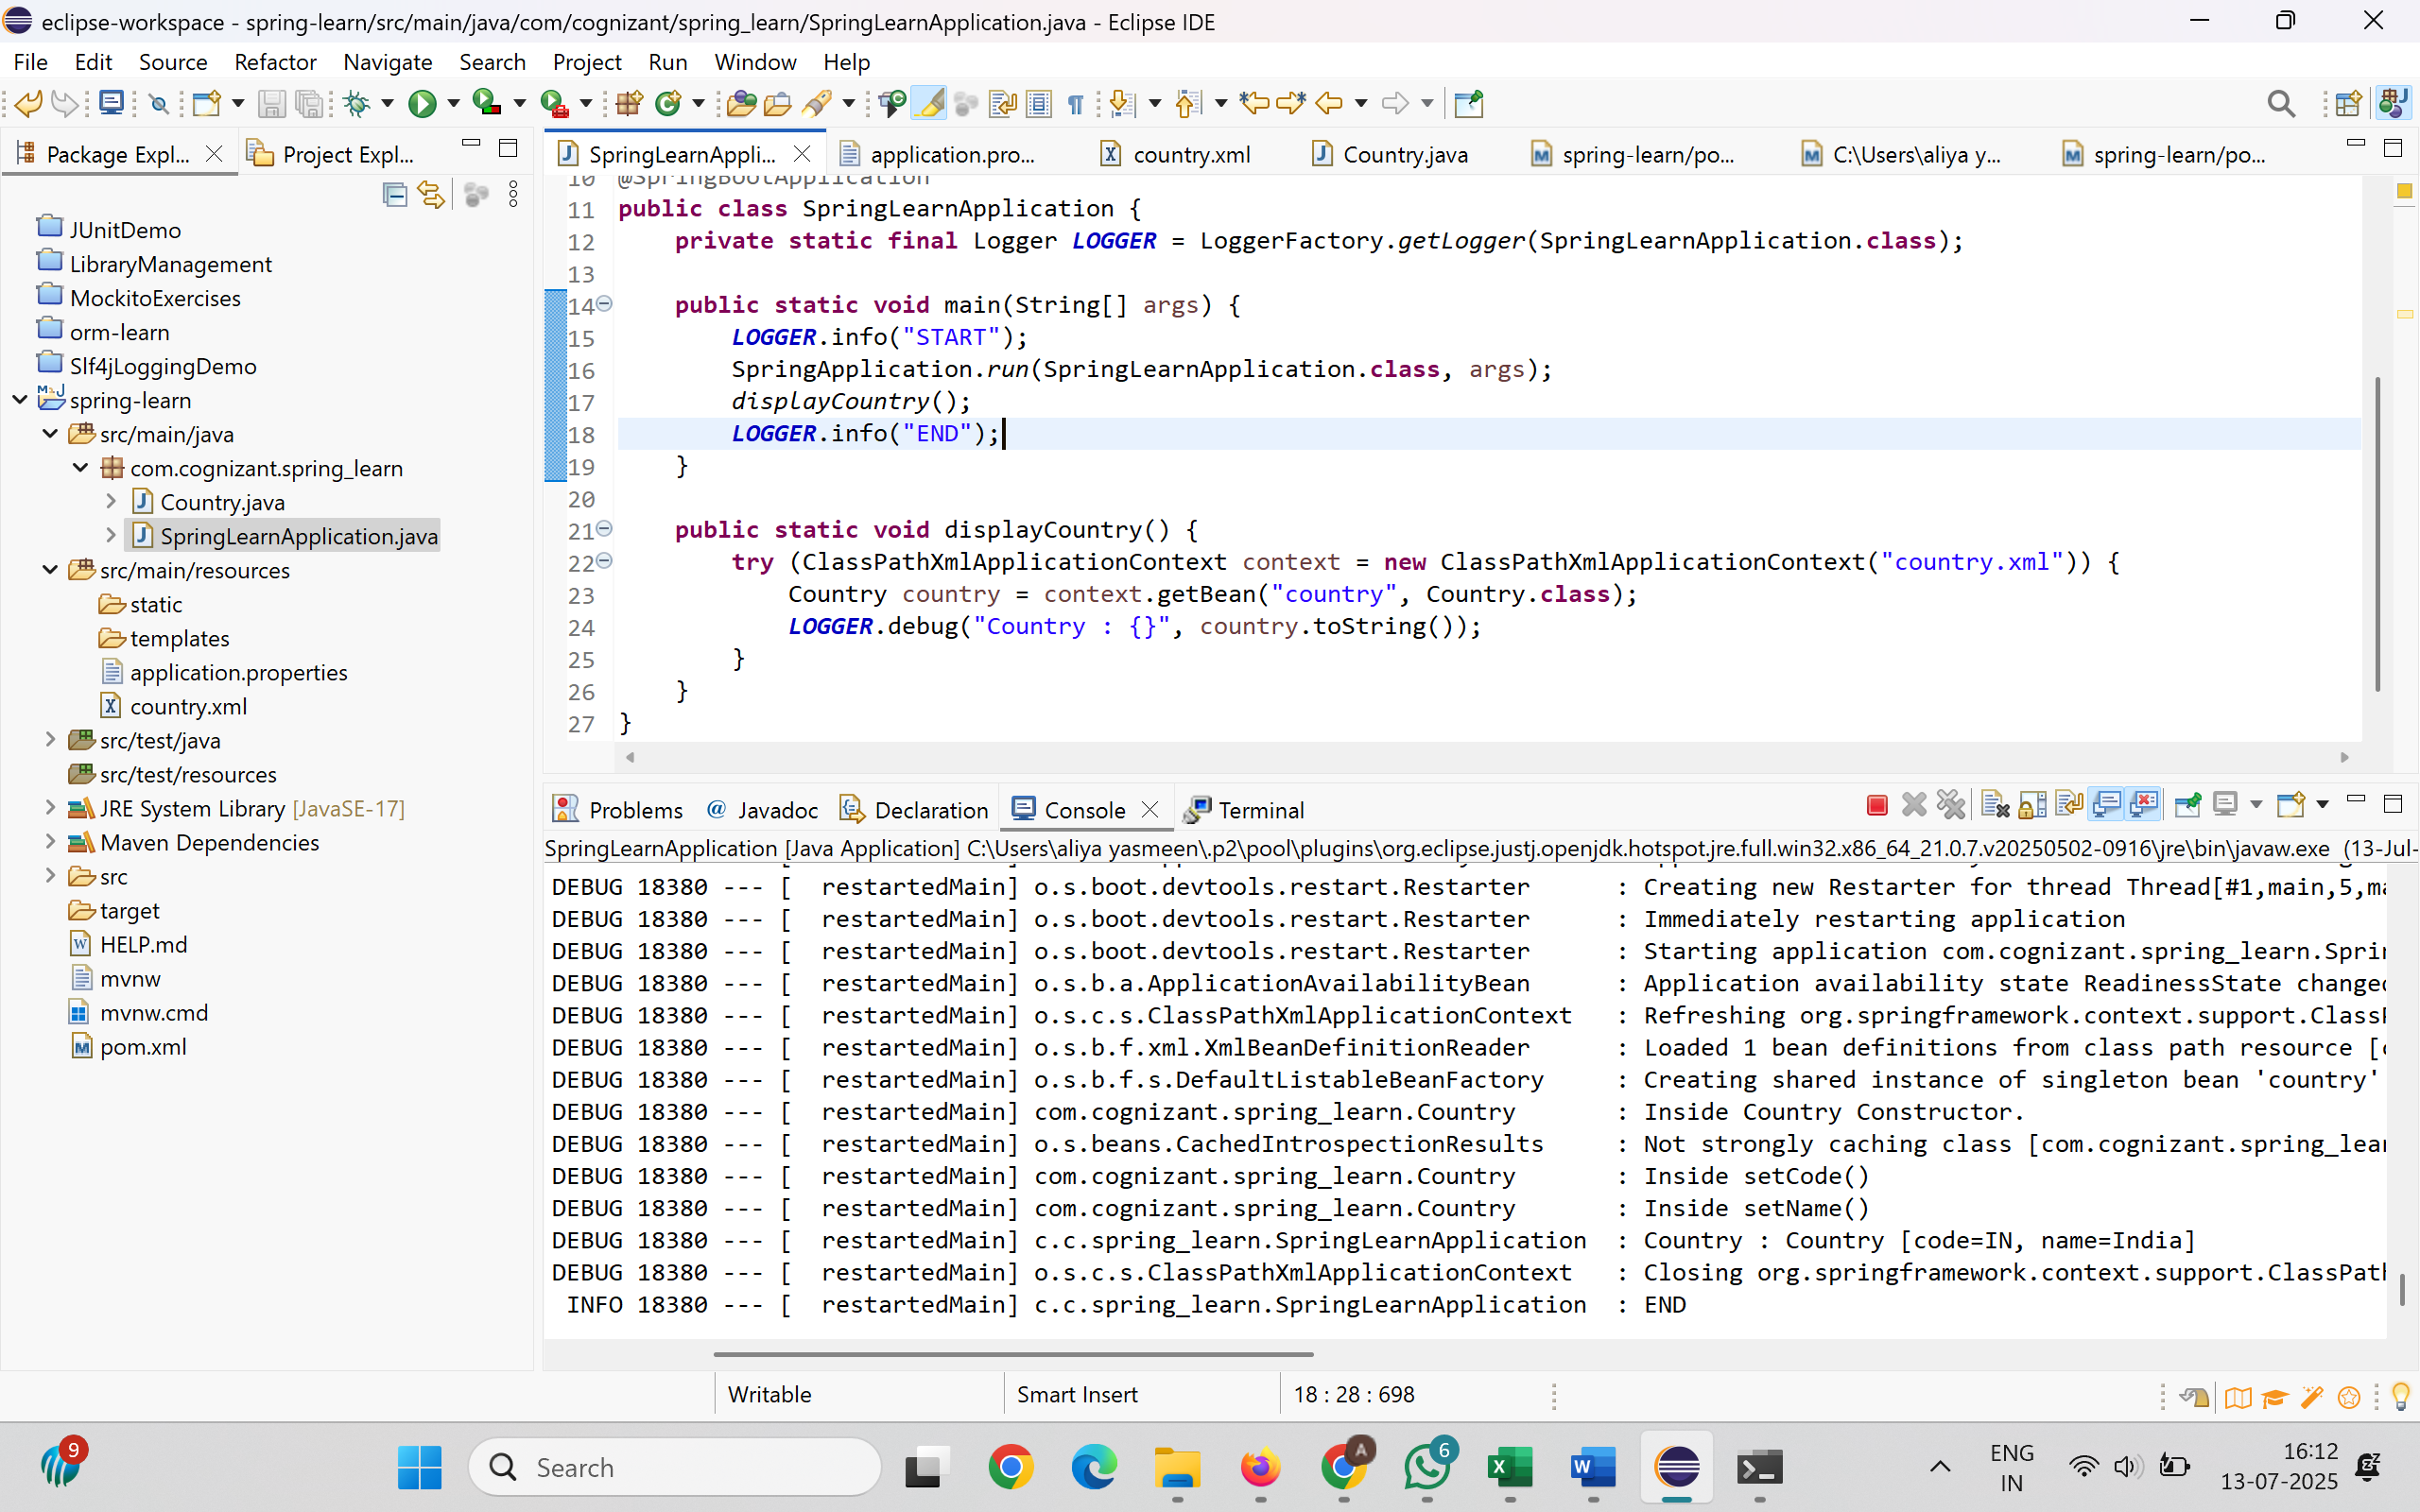 eclipse-workspace - spring-learn/src/main/java/com/cognizant/spring_learn/SpringLearnApplication.java - Eclipse IDE
File Edit Source Refactor Navigate Search Project Run Window Help
Package Expl...
Project Expl...
JUnitDemo
LibraryManagement
MockitoExercises
orm-learn
Slf4jLoggingDemo
spring-learn
src/main/java
com.cognizant.spring_learn
Country.java
SpringLearnApplication.java
src/main/resources
static
templates
application.properties
country.xml
src/test/java
src/test/resources
JRE System Library [JavaSE-17]
Maven Dependencies
src
target
HELP.md
mvnw
mvnw.cmd
pom.xml
SpringLearnAppli... application.pro... country.xml Country.java spring-learn/po... C:\Users\aliya y... spring-learn/po...
10 @SpringBootApplication
11 public class SpringLearnApplication {
12 private static final Logger LOGGER = LoggerFactory.getLogger(SpringLearnApplication.class);
13
14 public static void main(String[] args) {
15 LOGGER.info("START");
16 SpringApplication.run(SpringLearnApplication.class, args);
17 displayCountry();
18 LOGGER.info("END");
19 }
20
21 public static void displayCountry() {
22 try (ClassPathXmlApplicationContext context = new ClassPathXmlApplicationContext("country.xml")) {
23 Country country = context.getBean("country", Country.class);
24 LOGGER.debug("Country : {}", country.toString());
25 }
26 }
27 }
Problems @ Javadoc Declaration Console Terminal
SpringLearnApplication [Java Application] C:\Users\aliya yasmeen\.p2\pool\plugins\org.eclipse.justj.openjdk.hotspot.jre.full.win32.x86_64_21.0.7.v20250502-0916\jre\bin\javaw.exe (13-Jul-
DEBUG 18380 --- [ restartedMain] o.s.boot.devtools.restart.Restarter : Creating new Restarter for thread Thread[#1,main,5,ma
DEBUG 18380 --- [ restartedMain] o.s.boot.devtools.restart.Restarter : Immediately restarting application
DEBUG 18380 --- [ restartedMain] o.s.boot.devtools.restart.Restarter : Starting application com.cognizant.spring_learn.Sprin
DEBUG 18380 --- [ restartedMain] o.s.b.a.ApplicationAvailabilityBean : Application availability state ReadinessState changed
DEBUG 18380 --- [ restartedMain] o.s.c.s.ClassPathXmlApplicationContext : Refreshing org.springframework.context.support.ClassP
DEBUG 18380 --- [ restartedMain] o.s.b.f.xml.XmlBeanDefinitionReader : Loaded 1 bean definitions from class path resource [c
DEBUG 18380 --- [ restartedMain] o.s.b.f.s.DefaultListableBeanFactory : Creating shared instance of singleton bean 'country'
DEBUG 18380 --- [ restartedMain] com.cognizant.spring_learn.Country : Inside Country Constructor.
DEBUG 18380 --- [ restartedMain] o.s.beans.CachedIntrospectionResults : Not strongly caching class [com.cognizant.spring_lear
DEBUG 18380 --- [ restartedMain] com.cognizant.spring_learn.Country : Inside setCode()
DEBUG 18380 --- [ restartedMain] com.cognizant.spring_learn.Country : Inside setName()
DEBUG 18380 --- [ restartedMain] c.c.spring_learn.SpringLearnApplication : Country : Country [code=IN, name=India]
DEBUG 18380 --- [ restartedMain] o.s.c.s.ClassPathXmlApplicationContext : Closing org.springframework.context.support.ClassPath
INFO 18380 --- [ restartedMain] c.c.spring_learn.SpringLearnApplication : END
Writable Smart Insert 18 : 28 : 698
9
Search
A
6
ENG
IN
16:12
13-07-2025